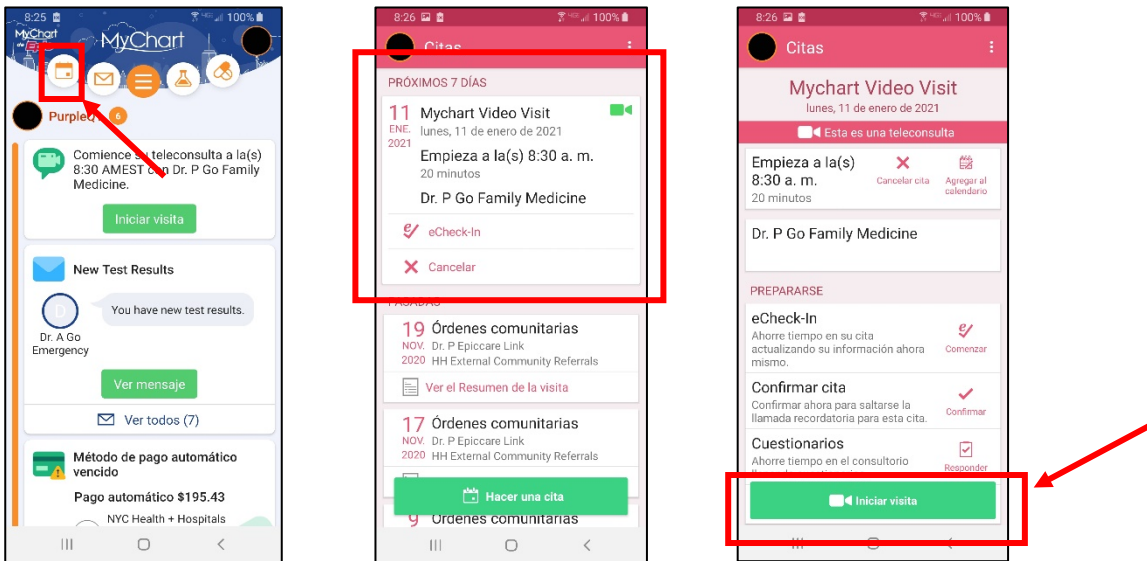 8:25 100%
MyChart
MyChart
Epic
PurpleQ 6
Comience su teleconsulta a la(s)
8:30 AMEST con Dr. P Go Family
Medicine.
Iniciar visita
New Test Results
D
You have new test results.
Dr. A Go
Emergency
Ver mensaje
Ver todos (7)
Método de pago automático
vencido
Pago automático $195.43
NYC Health + Hospitals
8:26 100%
Citas
PRÓXIMOS 7 DÍAS
11 Mychart Video Visit
ENE. lunes, 11 de enero de 2021
2021
Empieza a la(s) 8:30 a. m.
20 minutos
Dr. P Go Family Medicine
eCheck-In
Cancelar
PASADAS
19 Órdenes comunitarias
NOV. Dr. P Epiccare Link
2020 HH External Community Referrals
Ver el Resumen de la visita
17 Órdenes comunitarias
NOV. Dr. P Epiccare Link
2020 HH External Community Referrals
Hacer una cita
9 Órdenes comunitarias
8:26 100%
Citas
Mychart Video Visit
lunes, 11 de enero de 2021
Esta es una teleconsulta
Empieza a la(s)
8:30 a. m.
20 minutos
Cancelar cita
Agregar al
calendario
Dr. P Go Family Medicine
PREPARARSE
eCheck-In
Ahorre tiempo en su cita
actualizando su información ahora
mismo.
Comenzar
Confirmar cita
Confirmar ahora para saltarse la
llamada recordatoria para esta cita.
Confirmar
Cuestionarios
Ahorre tiempo en el consultorio
Responder
Iniciar visita